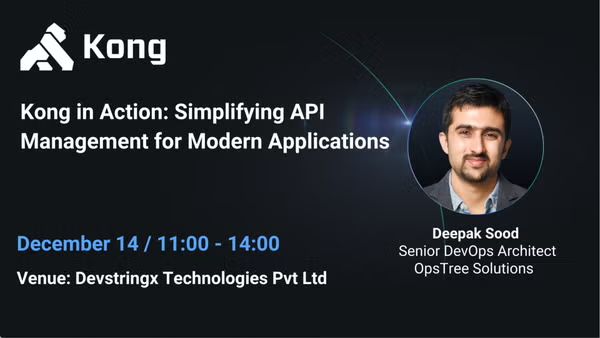 Kong
Kong in Action: Simplifying API
Management for Modern Applications
December 14 / 11:00 - 14:00
Venue: Devstringx Technologies Pvt Ltd
Deepak Sood
Senior DevOps Architect
OpsTree Solutions